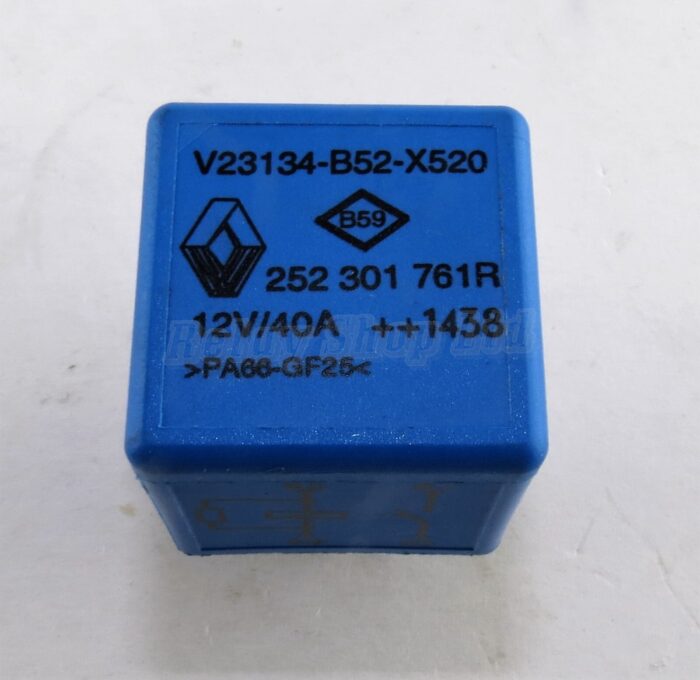 V23134-B52-X520
B59
252 301 761R
12V/40A ++1438
>PA66-GF25<